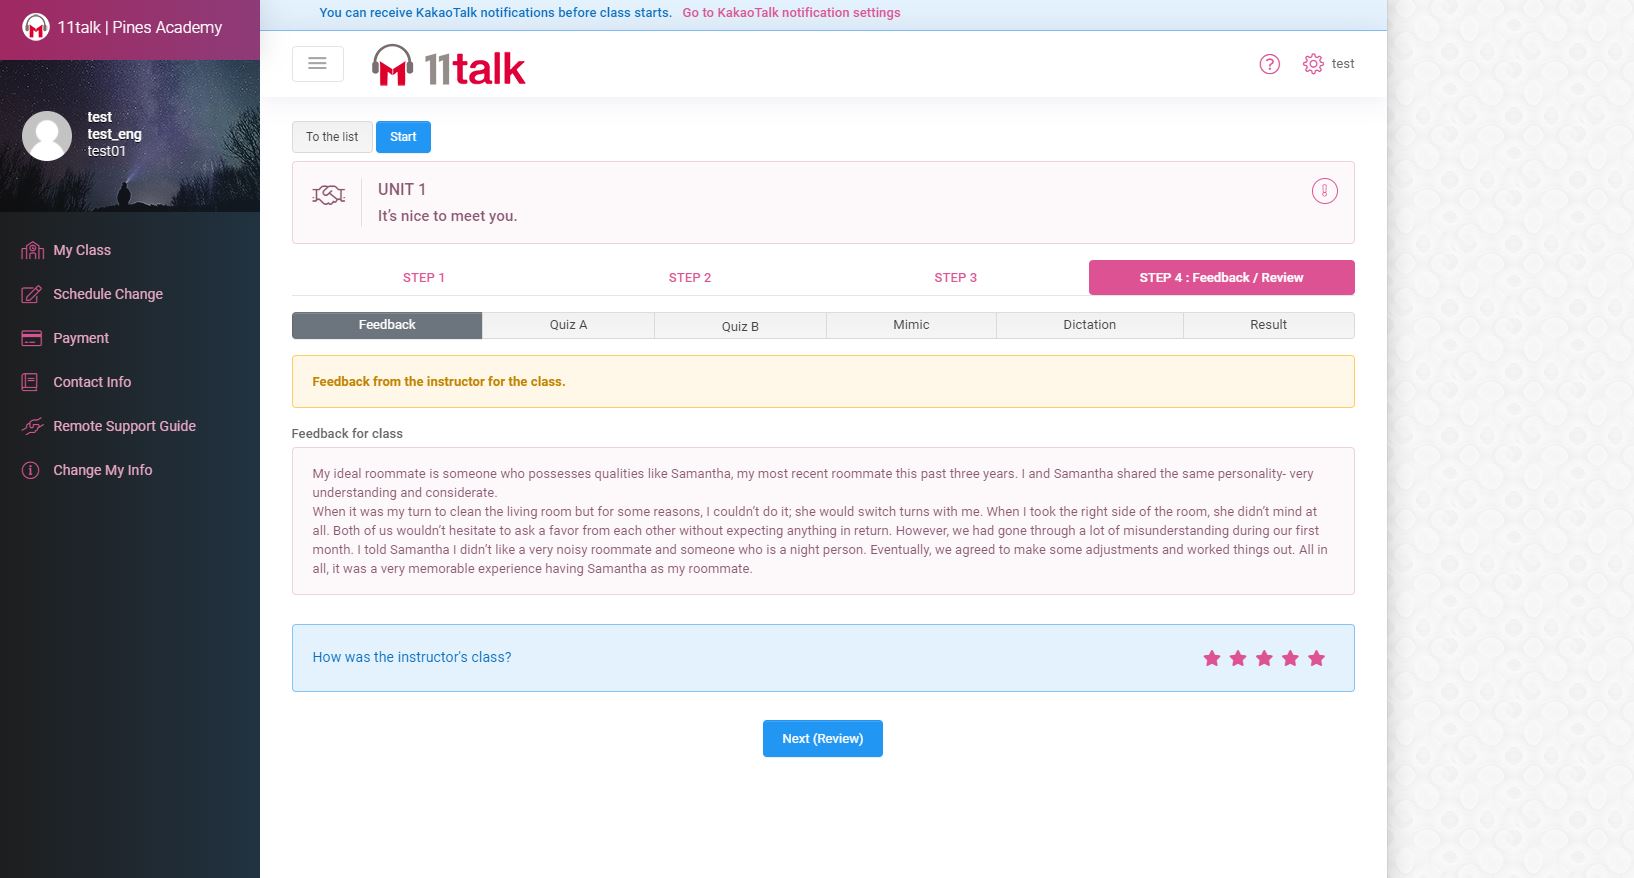 11talk | Pines Academy
You can receive KakaoTalk notifications before class starts. Go to KakaoTalk notification settings
11talk
? test
test
test_eng
test01
My Class
Schedule Change
Payment
Contact Info
Remote Support Guide
Change My Info
To the list Start
UNIT 1
It's nice to meet you.
STEP 1 STEP 2 STEP 3 STEP 4 : Feedback / Review
Feedback Quiz A Quiz B Mimic Dictation Result
Feedback from the instructor for the class.
Feedback for class
My ideal roommate is someone who possesses qualities like Samantha, my most recent roommate this past three years. I and Samantha shared the same personality- very
understanding and considerate.
When it was my turn to clean the living room but for some reasons, I couldn't do it; she would switch turns with me. When I took the right side of the room, she didn't mind at
all. Both of us wouldn't hesitate to ask a favor from each other without expecting anything in return. However, we had gone through a lot of misunderstanding during our first
month. I told Samantha I didn't like a very noisy roommate and someone who is a night person. Eventually, we agreed to make some adjustments and worked things out. All in
all, it was a very memorable experience having Samantha as my roommate.
How was the instructor's class?
Next (Review)